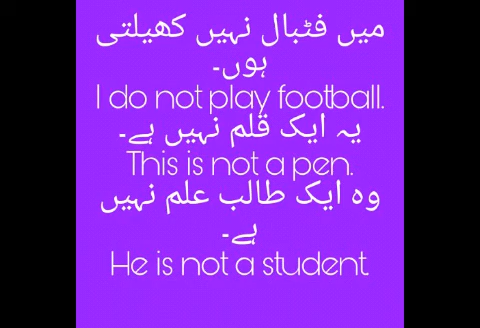 میں فٹبال نہیں کھیلتی
ہوں۔
I do not play football.
یہ ایک قلم نہیں ہے۔
This is not a pen.
وہ ایک طالب علم نہیں
ہے۔
He is not a student.